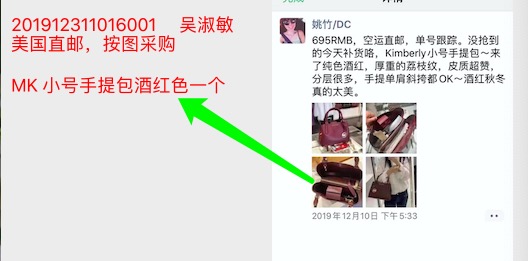 201912311016001 吴淑敏
美国直邮，按图采购
MK 小号手提包酒红色一个
详情
姚竹/DC
695RMB，空运直邮，单号跟踪。没抢到
的今天补货咯，Kimberly小号手提包～来
了纯色酒红，厚重的荔枝纹，皮质超赞，
分层很多，手提单肩斜挎都OK～酒红秋冬
真的太美。
2019年12月10日 下午5:33